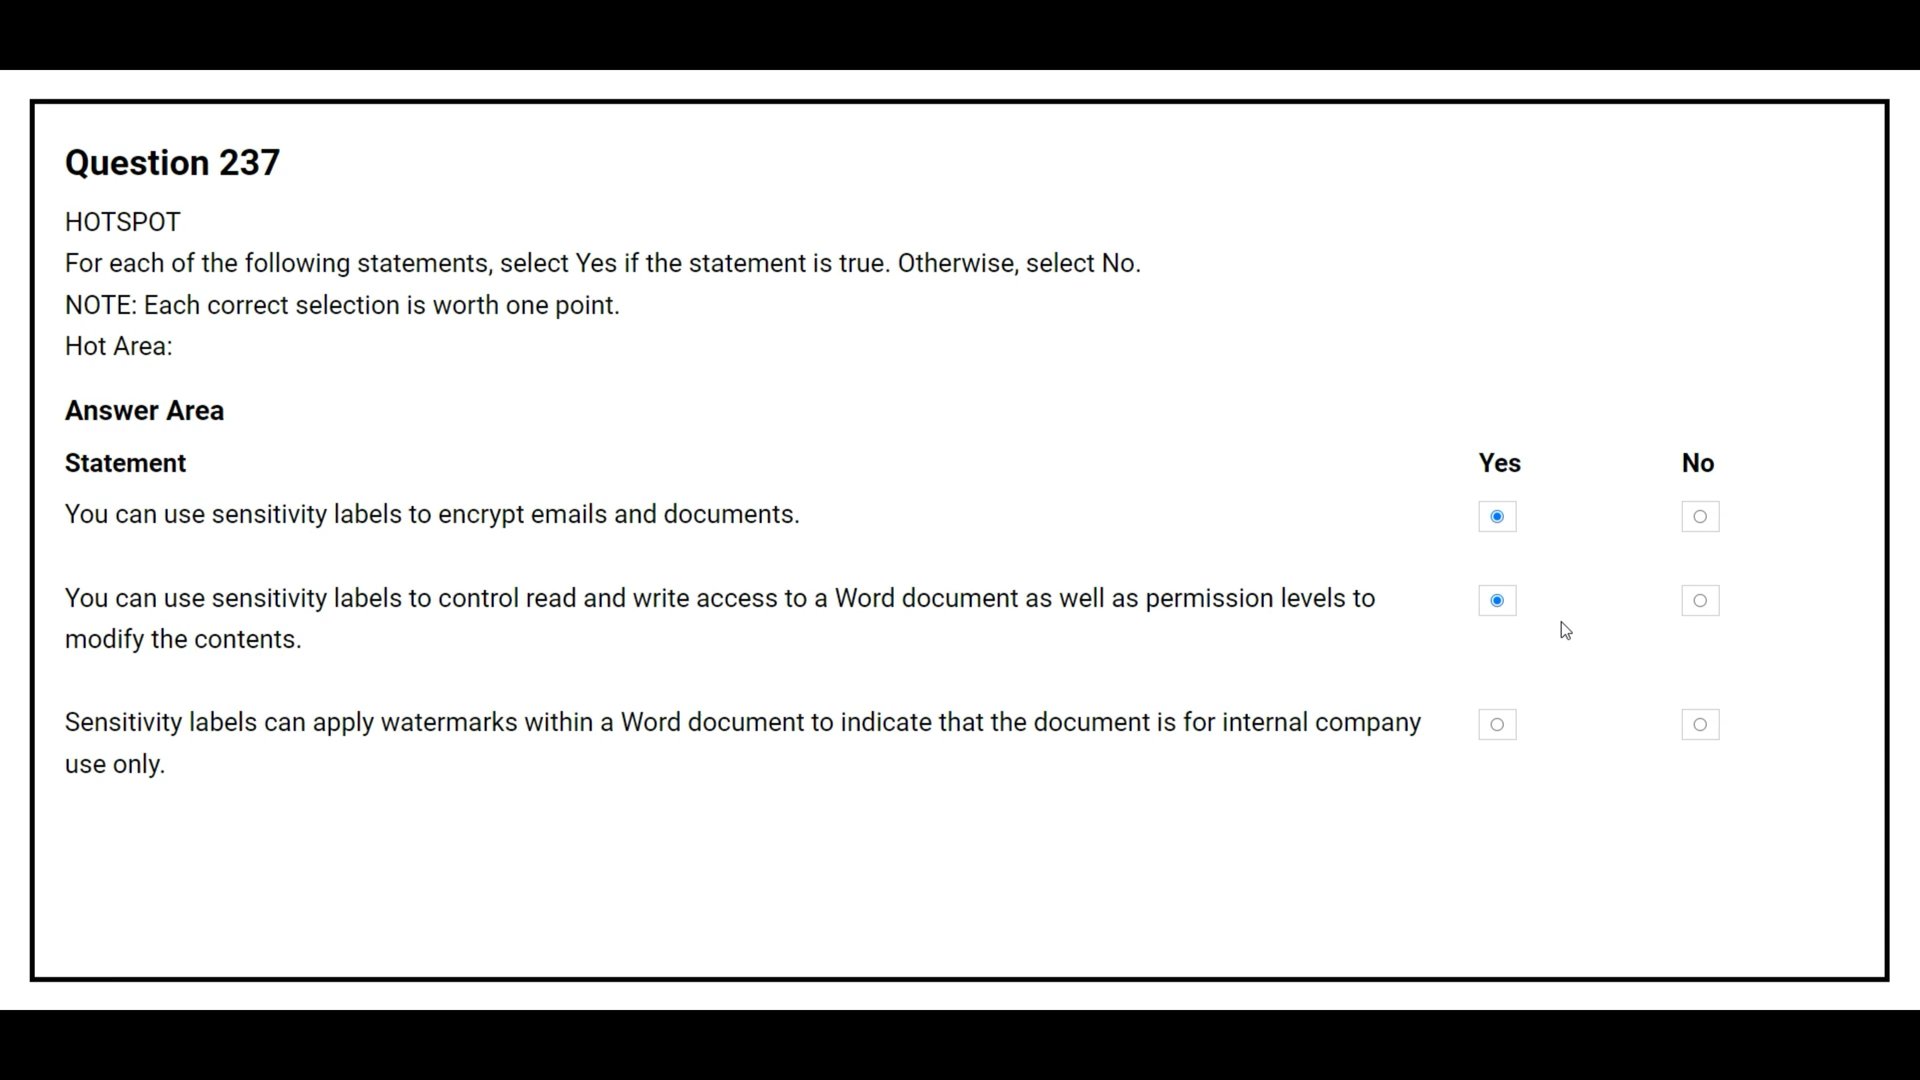 Question 237
HOTSPOT
For each of the following statements, select Yes if the statement is true. Otherwise, select No.
NOTE: Each correct selection is worth one point.
Hot Area:
Answer Area
Statement Yes No
You can use sensitivity labels to encrypt emails and documents.
You can use sensitivity labels to control read and write access to a Word document as well as permission levels to
modify the contents.
Sensitivity labels can apply watermarks within a Word document to indicate that the document is for internal company
use only.